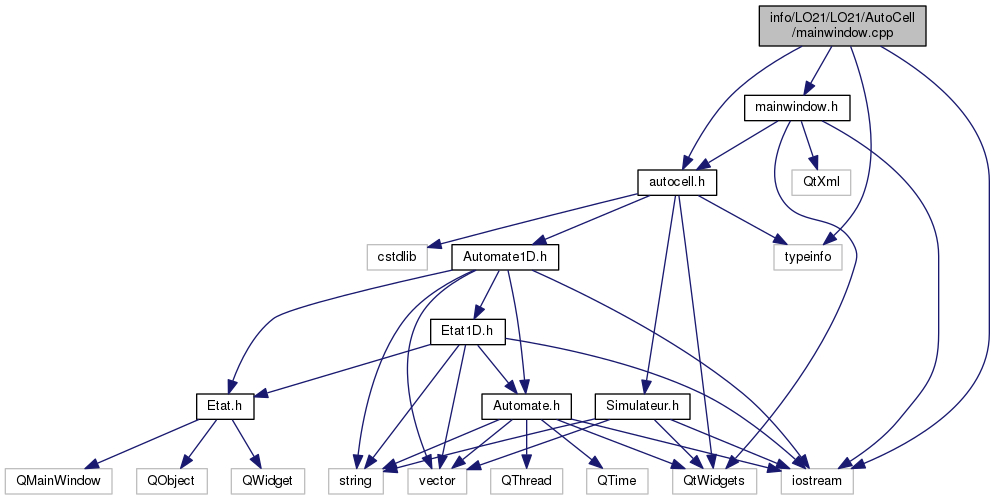 info/LO21/LO21/AutoCell
/mainwindow.cpp
mainwindow.h
autocell.h
QtXml
cstdlib
Automate1D.h
typeinfo
Etat1D.h
Etat.h
Automate.h
Simulateur.h
QMainWindow
QObject
QWidget
string
vector
QThread
QTime
QtWidgets
iostream